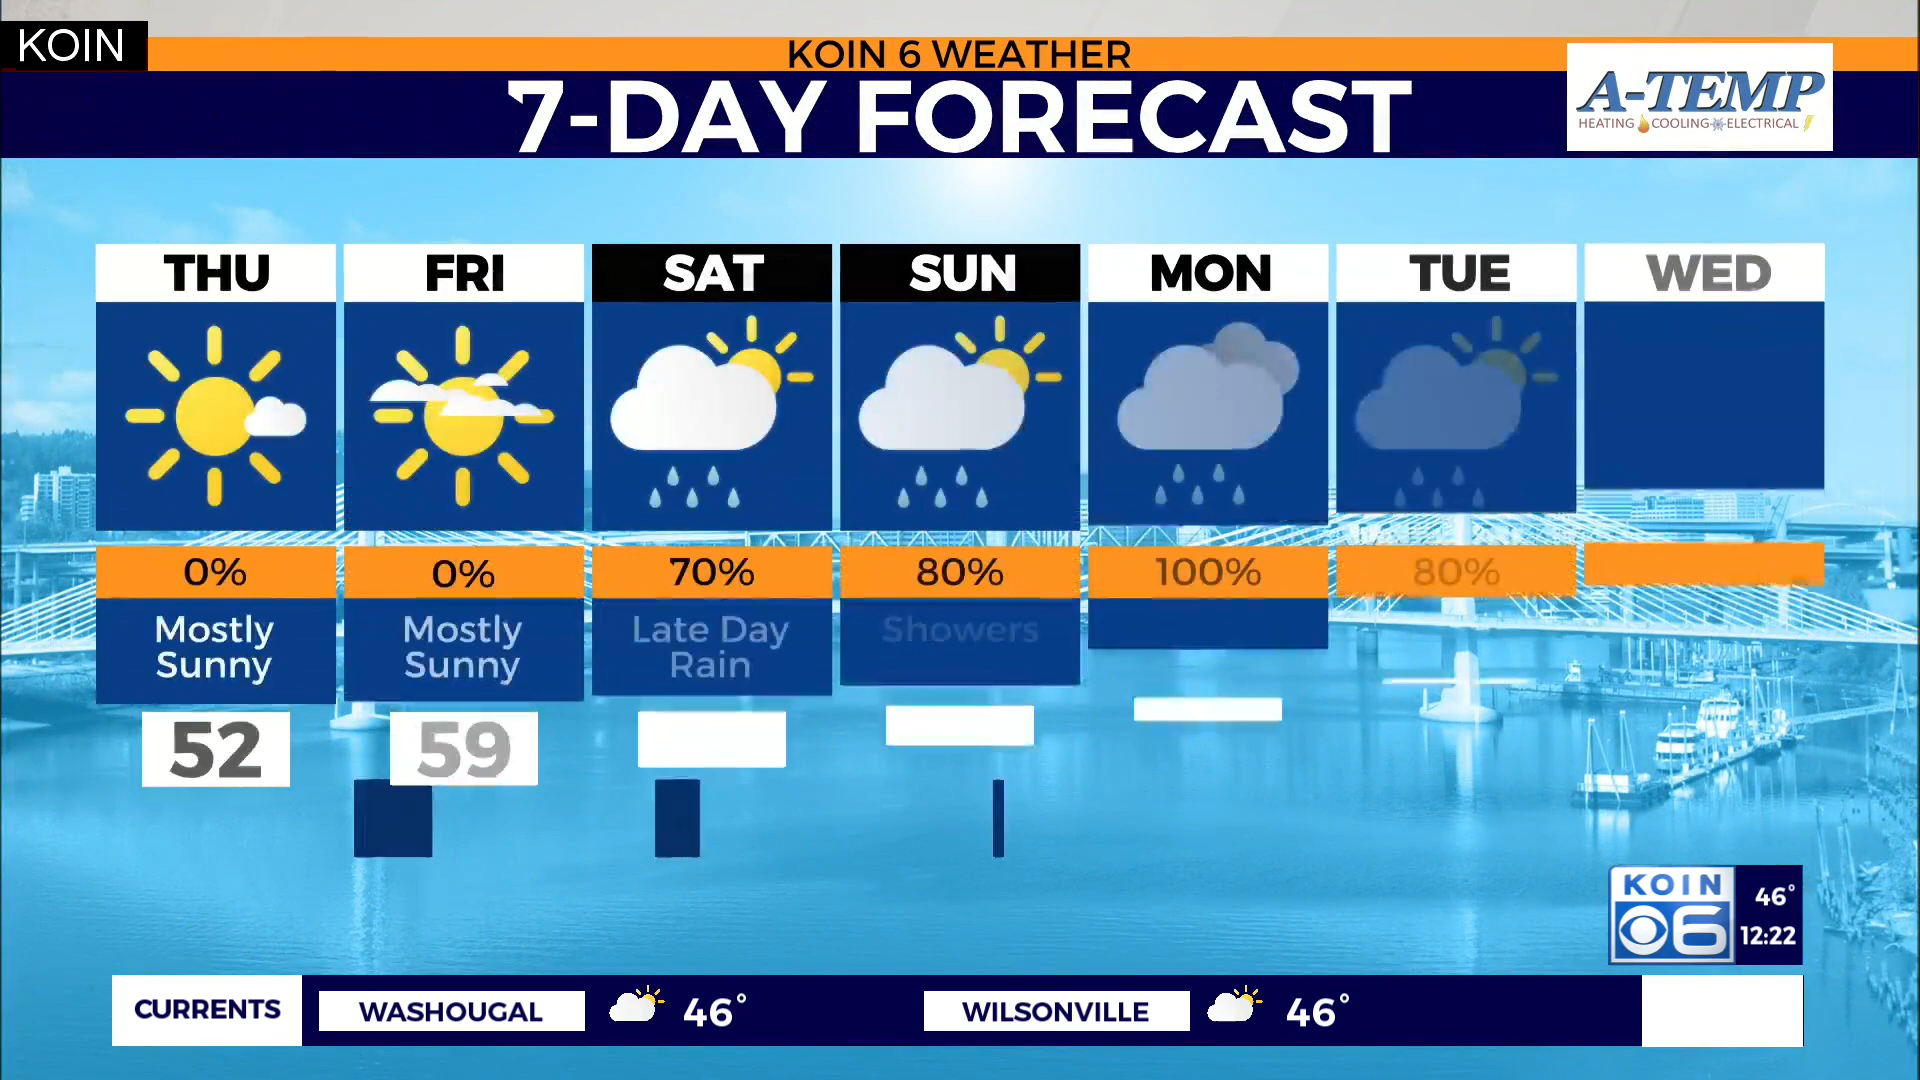 KOIN
KOIN 6 WEATHER
7-DAY FORECAST
A-TEMP
HEATING COOLING ELECTRICAL
THU FRI SAT SUN MON TUE WED
0% 0% 70% 80% 100% 80%
Mostly Sunny
Mostly Sunny
Late Day Rain
Showers
52 59
KOIN 6
46°
12:22
CURRENTS WASHOUGAL 46° WILSONVILLE 46°